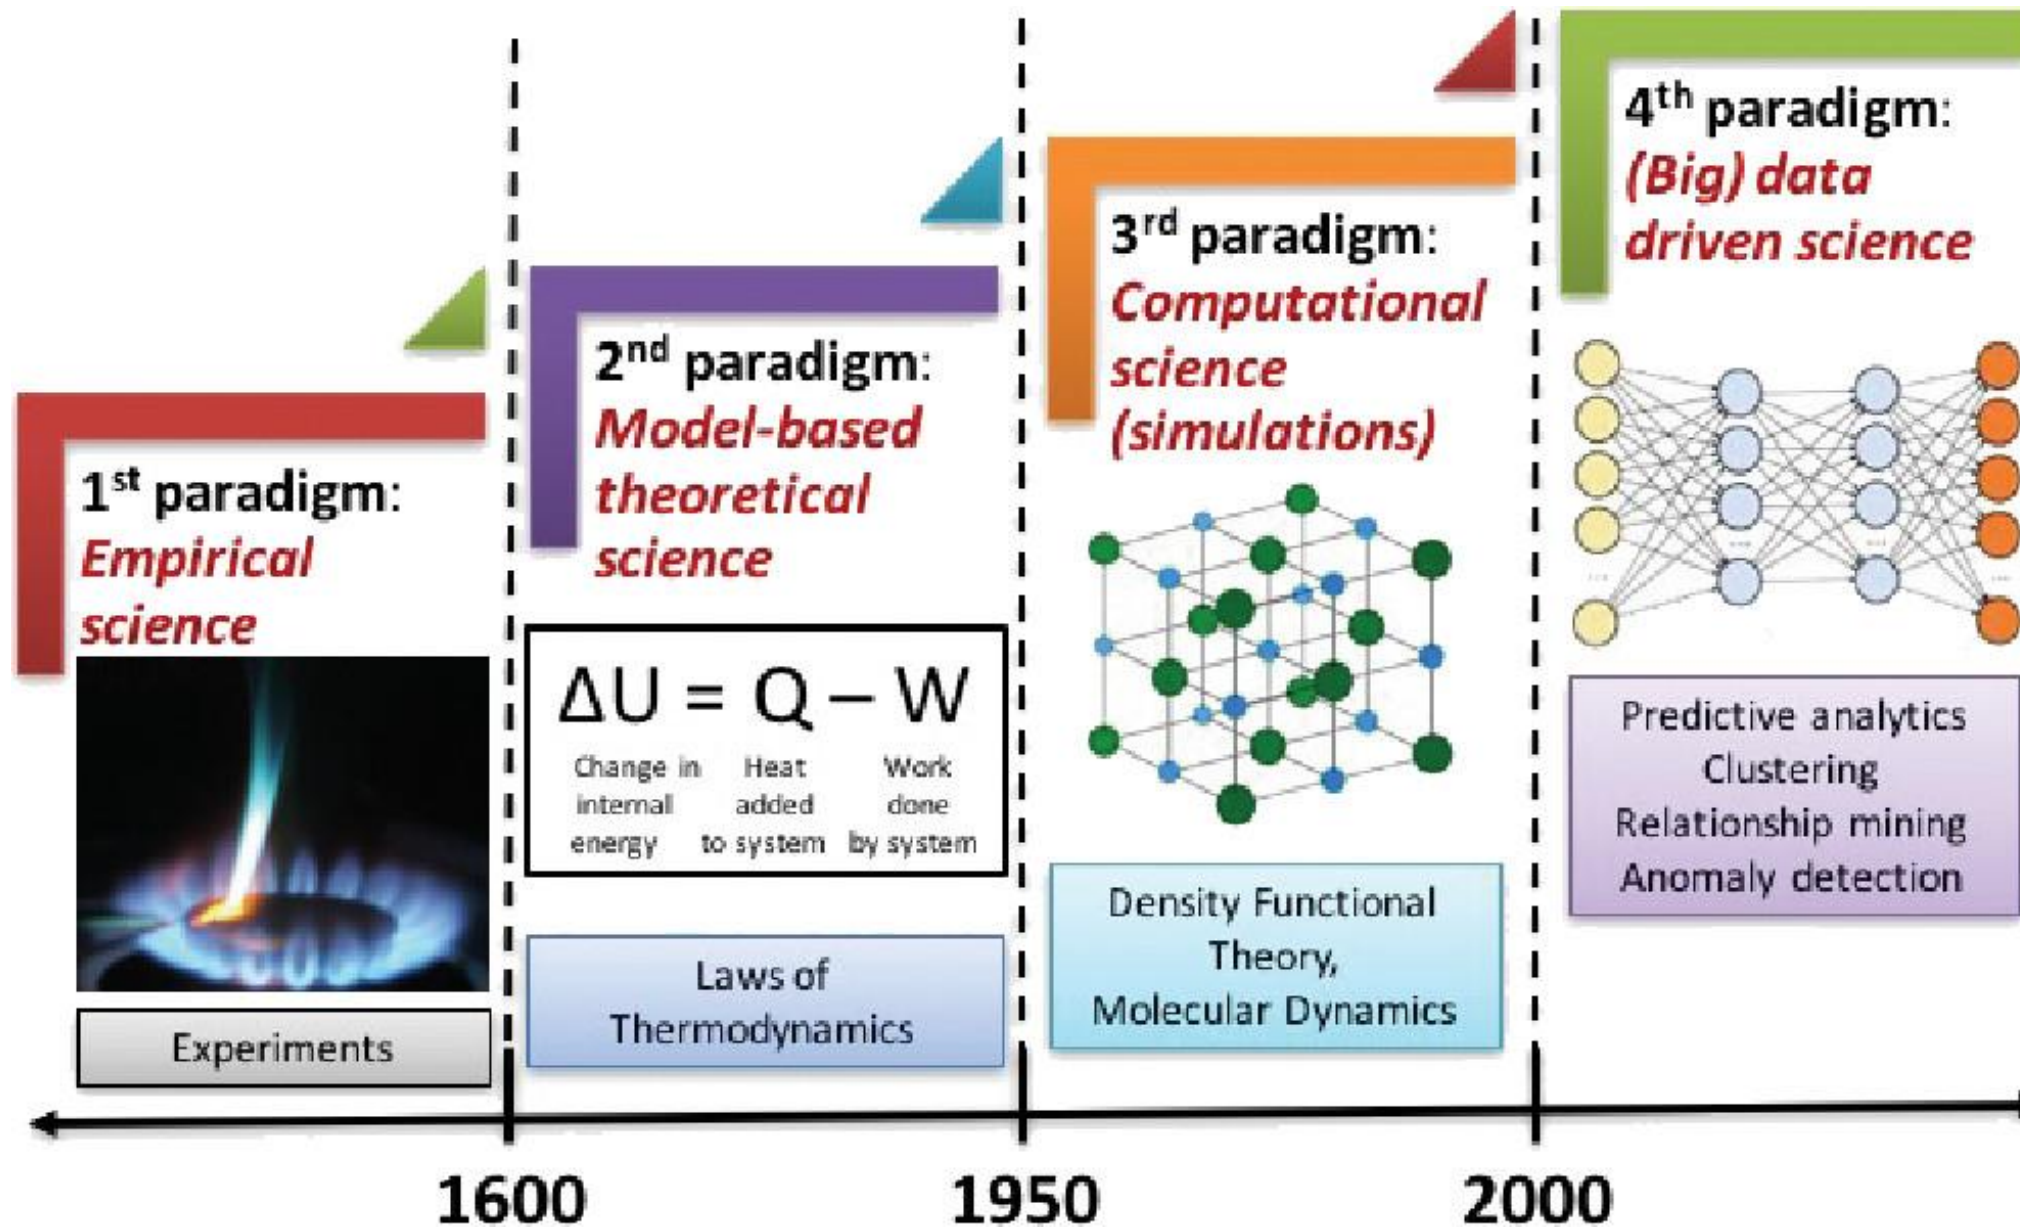 1st paradigm:
Empirical
science
Experiments
2nd paradigm:
Model-based
theoretical
science
ΔU = Q – W
Change in internal energy
Heat added to system
Work done by system
Laws of
Thermodynamics
3rd paradigm:
Computational
science
(simulations)
Density Functional
Theory,
Molecular Dynamics
4th paradigm:
(Big) data
driven science
Predictive analytics
Clustering
Relationship mining
Anomaly detection
1600
1950
2000